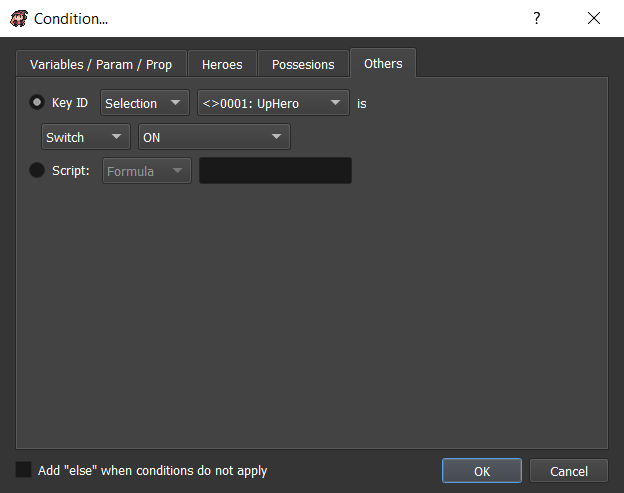 Condition... ?
Variables / Param / Prop Heroes Possesions Others
Key ID Selection <>0001: UpHero is
Switch ON
Script: Formula
Add "else" when conditions do not apply OK Cancel